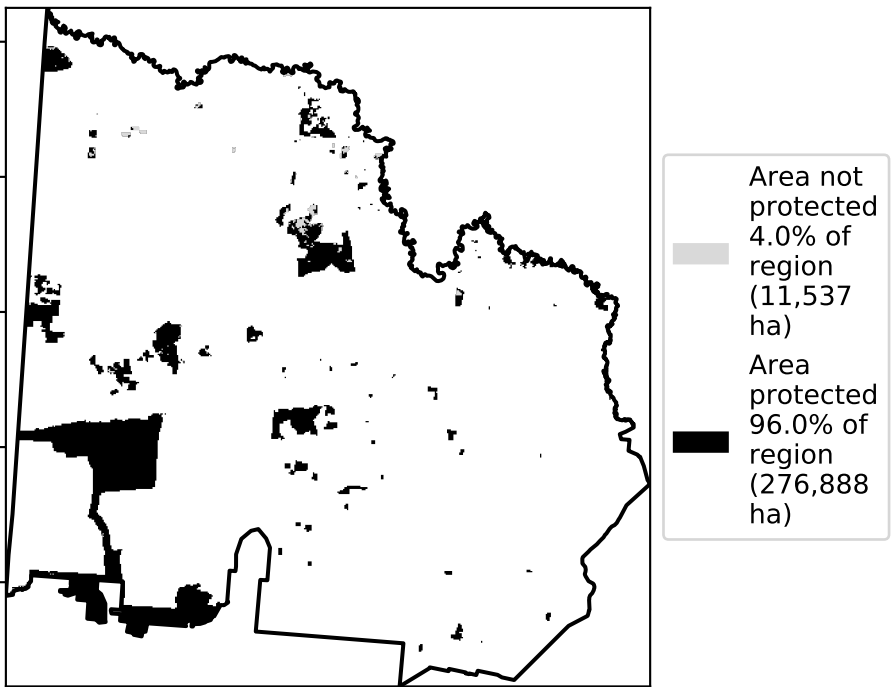 Area not
protected
4.0% of
region
(11,537
ha)
Area
protected
96.0% of
region
(276,888
ha)